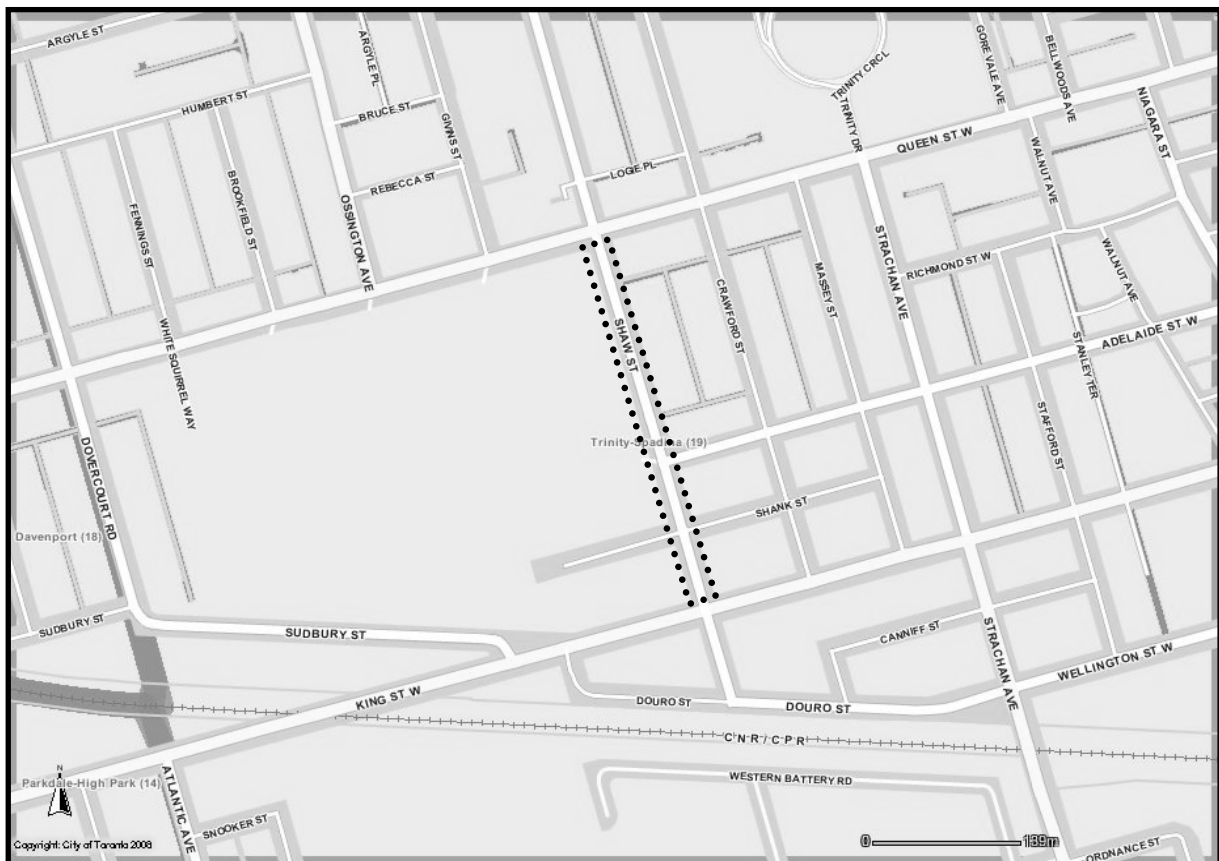 ARGYLE ST
ARGYLE PL
TRINITY CRCL
GORE VALE AVE
BELLWOODS AVE
HUMBERT ST
BRUCE ST
GIVINS ST
TRINITY DR
QUEEN ST W
NIAGARA ST
LOGE PL
WALNUT AVE
REBECCA ST
FENNINGS ST
BROOKFIELD ST
OSSINGTON AVE
STRACHAN AVE
RICHMOND ST W
WALNUT AVE
MASSEY ST
CRAWFORD ST
SHAW ST
ADELAIDE ST W
WHITE SQUIRREL WAY
STANLEY TER
STAFFORD ST
Trinity-Spadina (19)
DOVERCOURT RD
SHANK ST
Davenport (18)
SUDBURY ST
SUDBURY ST
CANNIFF ST
STRACHAN AVE
WELLINGTON ST W
KING ST W
DOURO ST
DOURO ST
C N R / C P R
WESTERN BATTERY RD
N
Parkdale-High Park (14)
ATLANTIC AVE
SNOOKER ST
Copyright: City of Toronto 2008
0
139m
ORDNANCE ST